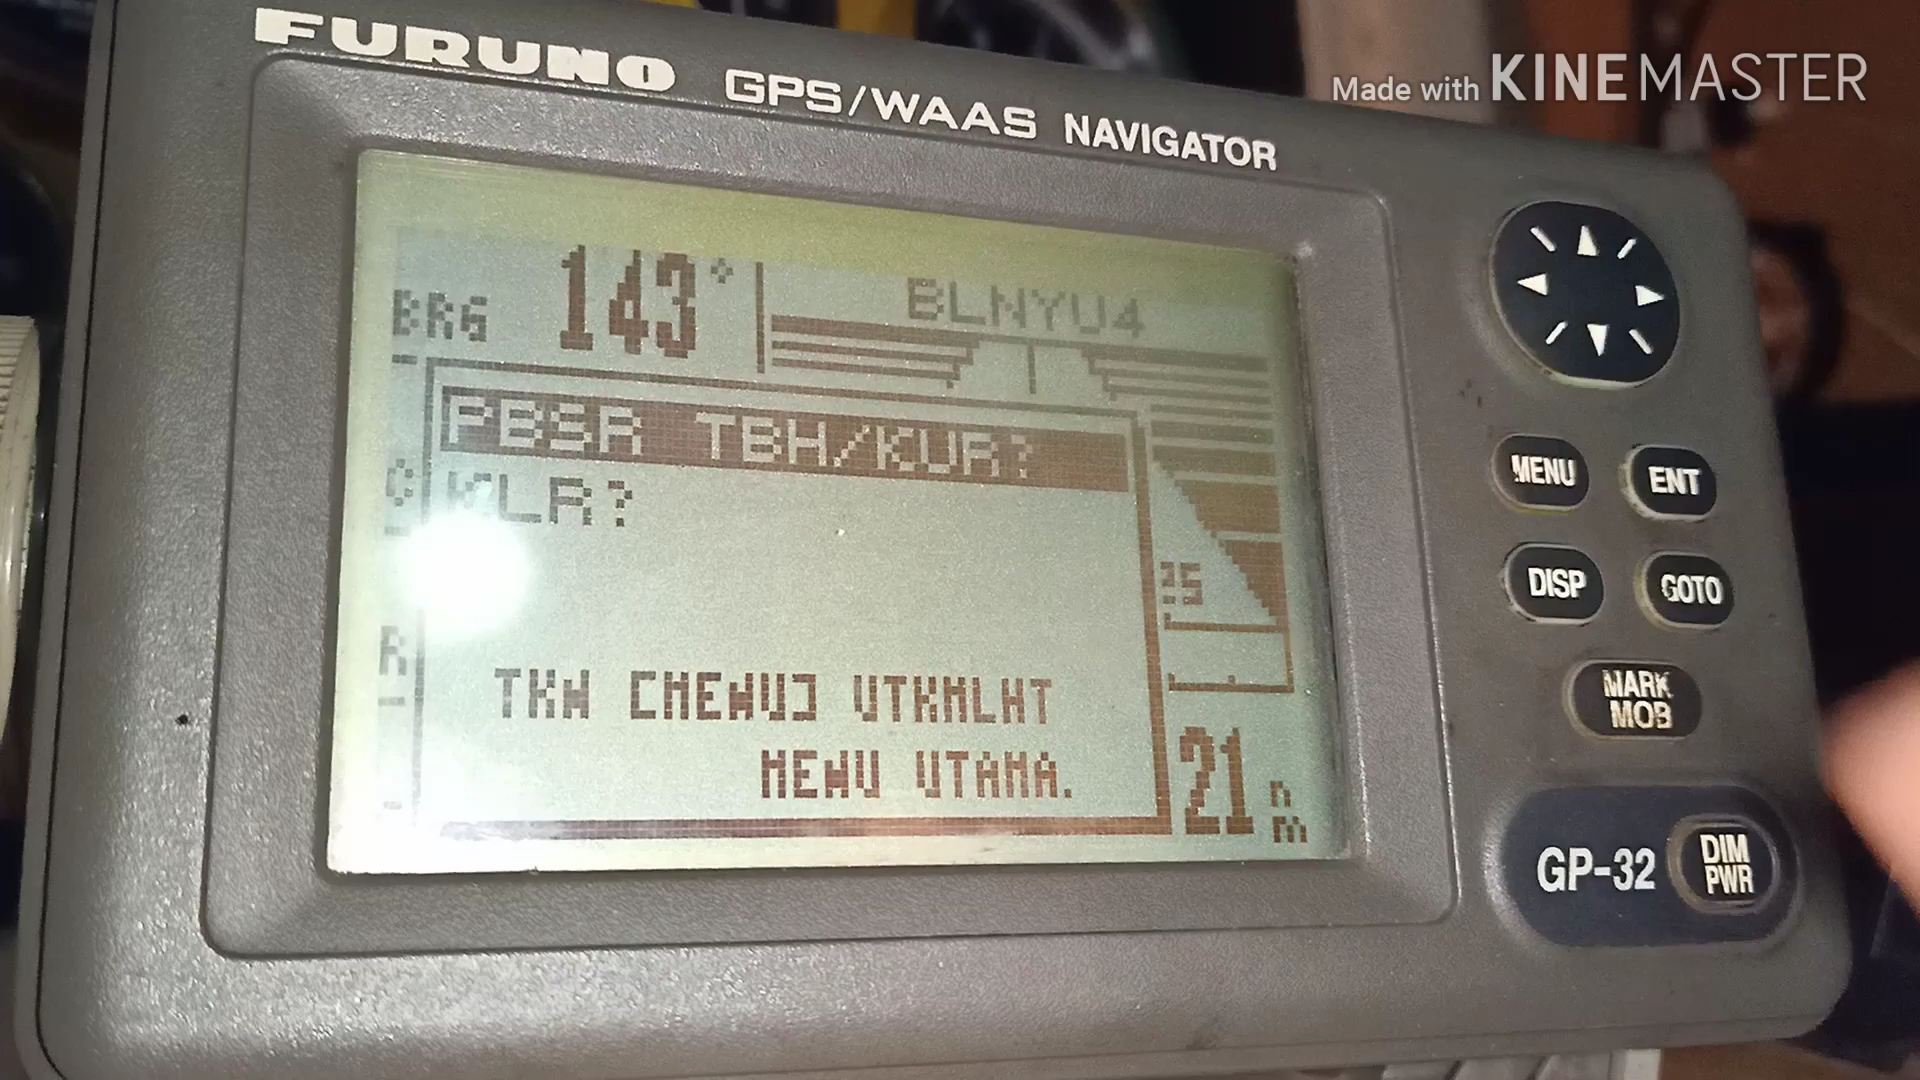 FURUNO GPS/WAAS NAVIGATOR
Made with KINEMASTER
BRG 143°
BLNYU4
PBSR TBH/KUR?
KLR?
25
R
TKN [MENU] UTKMLHT
MENU UTAMA.
21 nm
MENU
ENT
DISP
GOTO
MARK
MOB
GP-32
DIM
PWR